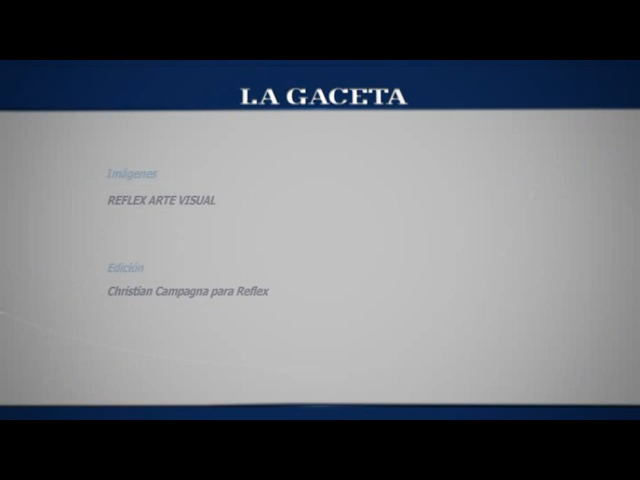 LA GACETA
Imágenes
REFLEX ARTE VISUAL
Edición
Christian Campagna para Reflex